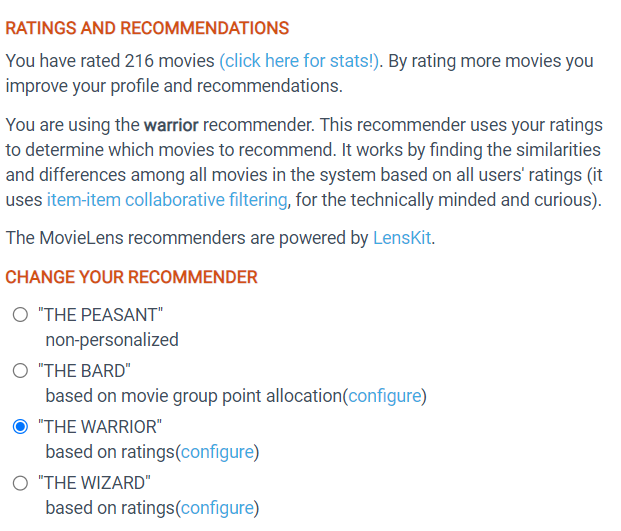 RATINGS AND RECOMMENDATIONS
You have rated 216 movies (click here for stats!). By rating more movies you
improve your profile and recommendations.
You are using the warrior recommender. This recommender uses your ratings
to determine which movies to recommend. It works by finding the similarities
and differences among all movies in the system based on all users' ratings (it
uses item-item collaborative filtering, for the technically minded and curious).
The MovieLens recommenders are powered by LensKit.
CHANGE YOUR RECOMMENDER
"THE PEASANT"
non-personalized
"THE BARD"
based on movie group point allocation(configure)
"THE WARRIOR"
based on ratings(configure)
"THE WIZARD"
based on ratings(configure)